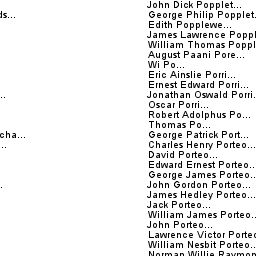 John Dick Popplet
ds... George Philip Popplet
Edith Popplewe...
James Lawrence Poppl
William Thomas Poppl
August Paani Pore...
Wi Po...
Eric Ainslie Porri...
Ernest Edward Porri...
... Jonathan Oswald Porri.
Oscar Porri...
Robert Adolphus Po...
Thomas Po...
cha... George Patrick Port...
... Charles Henry Porteo...
David Porteo...
Edward Ernest Porteo..
George James Porteo..
... John Gordon Porteo...
James Hedley Porteo...
Jack Porteo...
William James Porteo..
John Porteo...
Lawrence Victor Porteo
William Nesbit Porteo..
Norman Willie Raymon